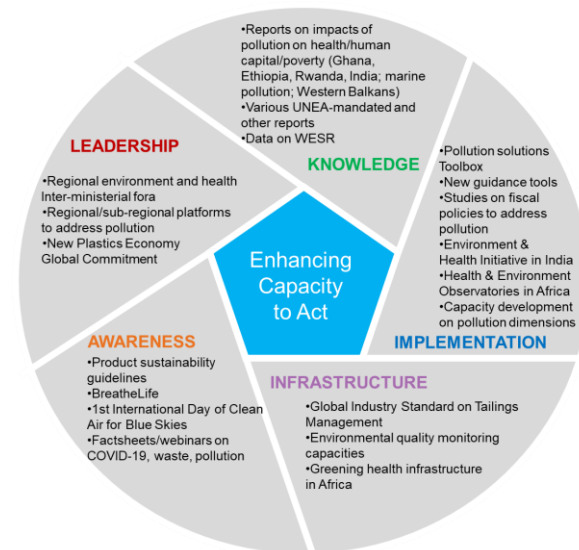 •Reports on impacts of
pollution on health/human
capital/poverty (Ghana,
Ethiopia, Rwanda, India; marine
pollution; Western Balkans)
•Various UNEA-mandated and
other reports
•Data on WESR
KNOWLEDGE
LEADERSHIP
•Regional environment and health
Inter-ministerial fora
•Regional/sub-regional platforms
to address pollution
•New Plastics Economy
Global Commitment
•Pollution solutions
Toolbox
•New guidance tools
•Studies on fiscal
policies to address
pollution
•Environment &
Health Initiative in India
•Health & Environment
Observatories in Africa
•Capacity development
on pollution dimensions
IMPLEMENTATION
Enhancing
Capacity
to Act
AWARENESS
•Product sustainability
guidelines
•BreatheLife
•1st International Day of Clean
Air for Blue Skies
•Factsheets/webinars on
COVID-19, waste, pollution
INFRASTRUCTURE
•Global Industry Standard on Tailings
Management
•Environmental quality monitoring
capacities
•Greening health infrastructure
in Africa